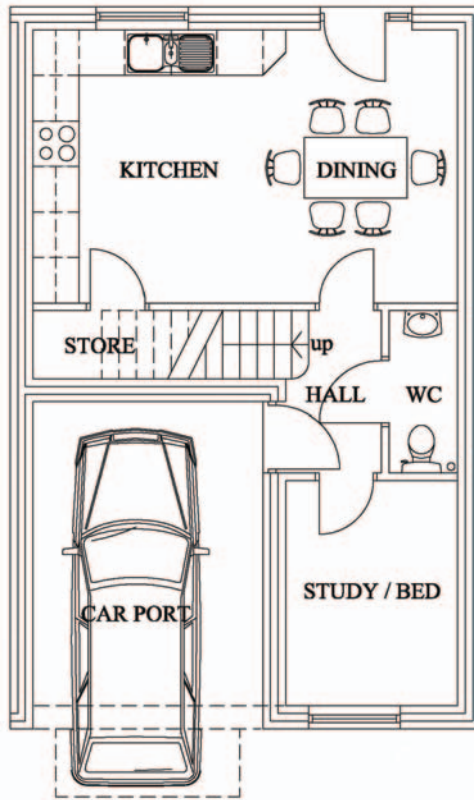 KITCHEN
DINING
STORE
up
HALL
WC
STUDY / BED
CAR PORT